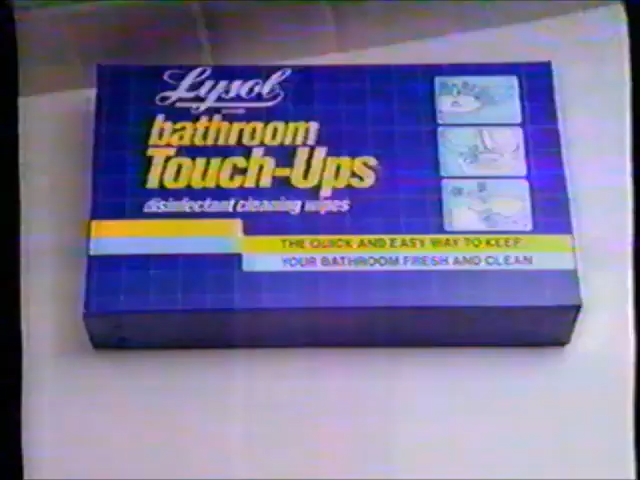 Lysol
bathroom
Touch-Ups
disinfectant cleaning wipes
THE QUICK AND EASY WAY TO KEEP
YOUR BATHROOM FRESH AND CLEAN